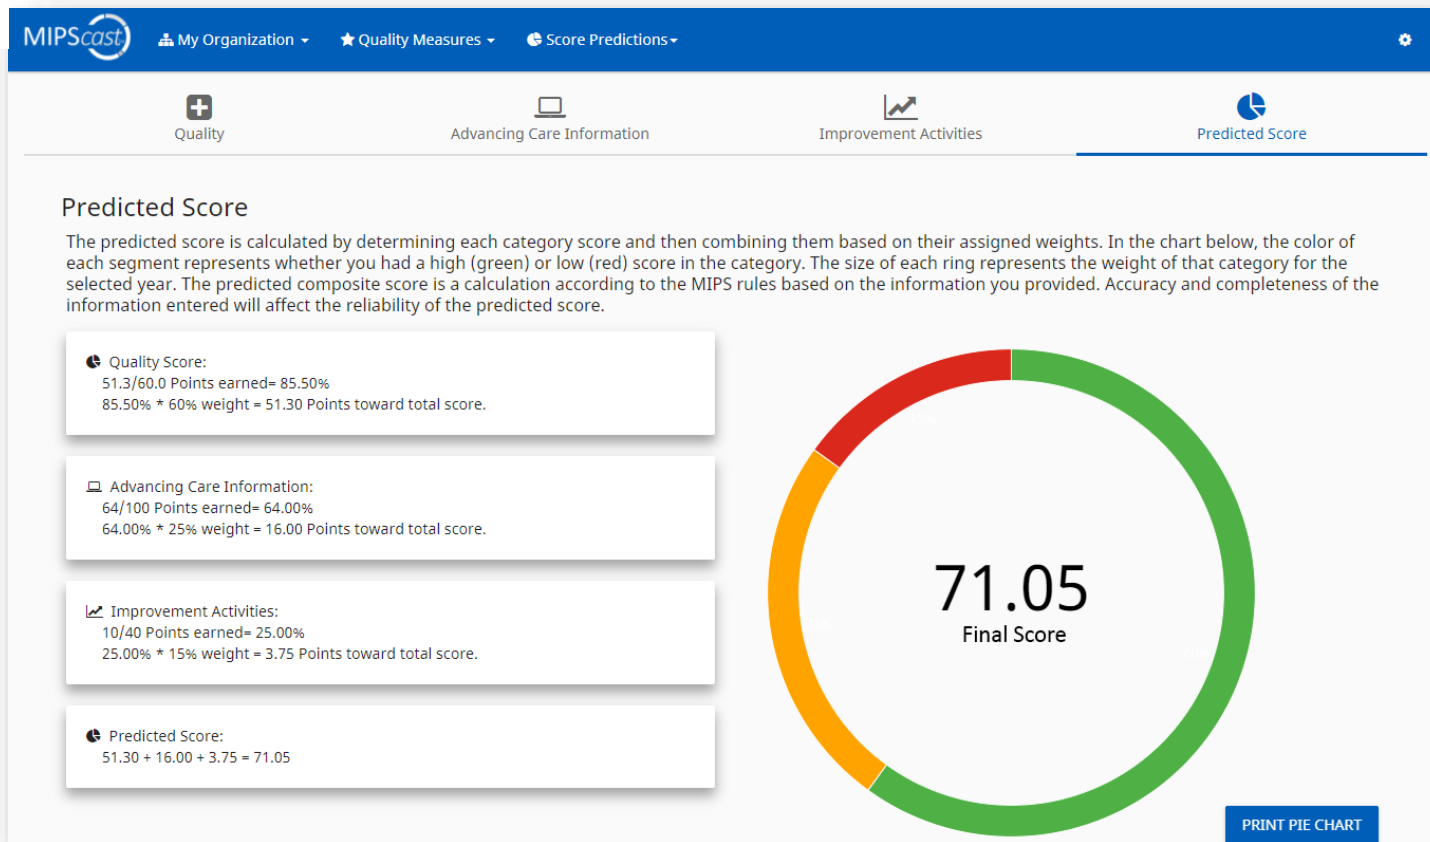 MIPScast
My Organization
Quality Measures
Score Predictions
Quality
Advancing Care Information
Improvement Activities
Predicted Score
Predicted Score
The predicted score is calculated by determining each category score and then combining them based on their assigned weights. In the chart below, the color of
each segment represents whether you had a high (green) or low (red) score in the category. The size of each ring represents the weight of that category for the
selected year. The predicted composite score is a calculation according to the MIPS rules based on the information you provided. Accuracy and completeness of the
information entered will affect the reliability of the predicted score.
Quality Score:
51.3/60.0 Points earned= 85.50%
85.50% * 60% weight = 51.30 Points toward total score.
Advancing Care Information:
64/100 Points earned= 64.00%
64.00% * 25% weight = 16.00 Points toward total score.
Improvement Activities:
10/40 Points earned= 25.00%
25.00% * 15% weight = 3.75 Points toward total score.
Predicted Score:
51.30 + 16.00 + 3.75 = 71.05
71.05
Final Score
PRINT PIE CHART